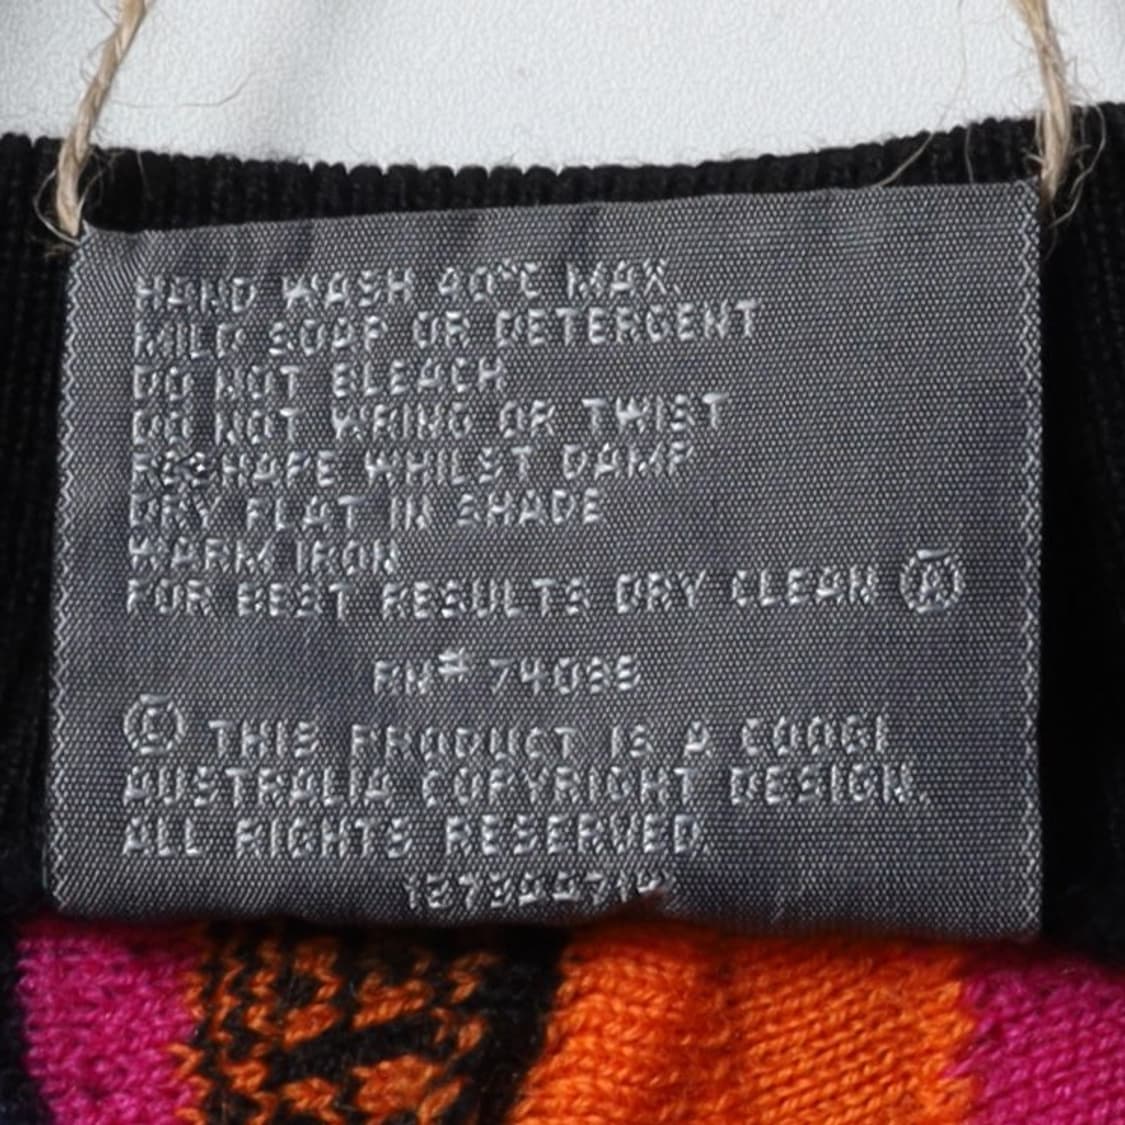 HAND WASH 40°C MAX.
MILD SOAP OR DETERGENT
DO NOT BLEACH
DO NOT WRING OR TWIST
RESHAPE WHILST DAMP
DRY FLAT IN SHADE
WARM IRON
FOR BEST RESULTS DRY CLEAN Ⓐ
RN#
© THIS PRODUCT IS A COOGI
AUSTRALIA COPYRIGHT DESIGN.
ALL RIGHTS RESERVED.